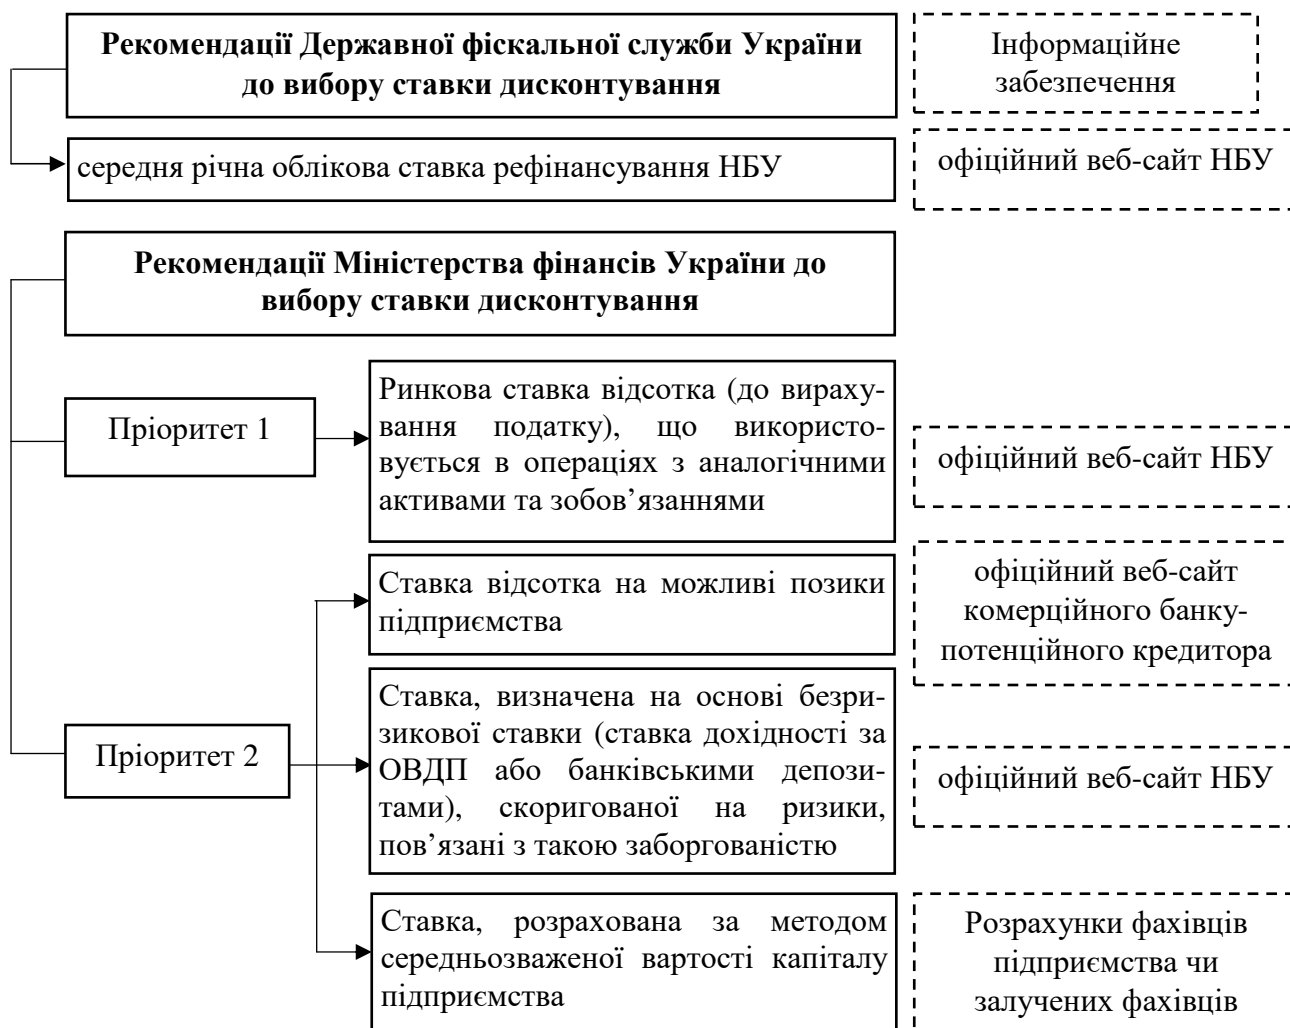 Рекомендації Державної фіскальної служби України
до вибору ставки дисконтування
Інформаційне
забезпечення
середня річна облікова ставка рефінансування НБУ
офіційний веб-сайт НБУ
Рекомендації Міністерства фінансів України до
вибору ставки дисконтування
Пріоритет 1
Ринкова ставка відсотка (до вираху-
вання податку), що використо-
вується в операціях з аналогічними
активами та зобов’язаннями
офіційний веб-сайт НБУ
Пріоритет 2
Ставка відсотка на можливі позики
підприємства
офіційний веб-сайт
комерційного банку-
потенційного кредитора
Ставка, визначена на основі безри-
зикової ставки (ставка дохідності за
ОВДП або банківськими депози-
тами), скоригованої на ризики,
пов’язані з такою заборгованістю
офіційний веб-сайт НБУ
Ставка, розрахована за методом
середньозваженої вартості капіталу
підприємства
Розрахунки фахівців
підприємства чи
залучених фахівців